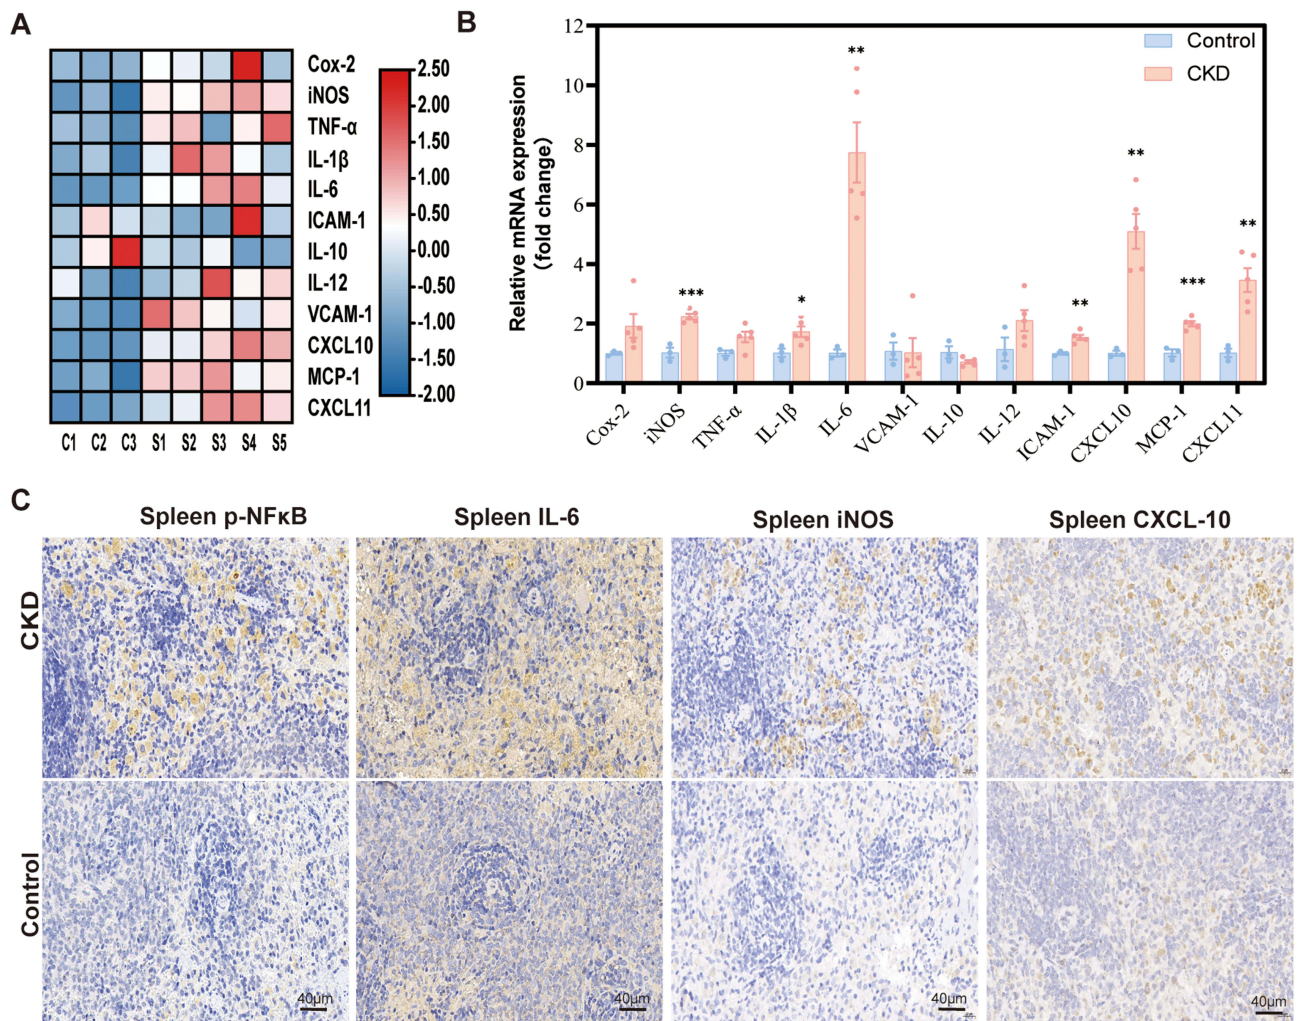 A
Cox-2
iNOS
TNF-α
IL-1β
IL-6
ICAM-1
IL-10
IL-12
VCAM-1
CXCL10
MCP-1
CXCL11
C1 C2 C3 S1 S2 S3 S4 S5
2.50
2.00
1.50
1.00
0.50
0.00
-0.50
-1.00
-1.50
-2.00
B
Relative mRNA expression
(fold change)
12
10
8
6
4
2
0
Control
CKD
*** * ** ** ** *** **
Cox-2 iNOS TNF-α IL-1β IL-6 VCAM-1 IL-10 IL-12 ICAM-1 CXCL10 MCP-1 CXCL11
C
Spleen p-NFκB Spleen IL-6 Spleen iNOS Spleen CXCL-10
CKD
Control
40μm 40μm 40μm 40μm